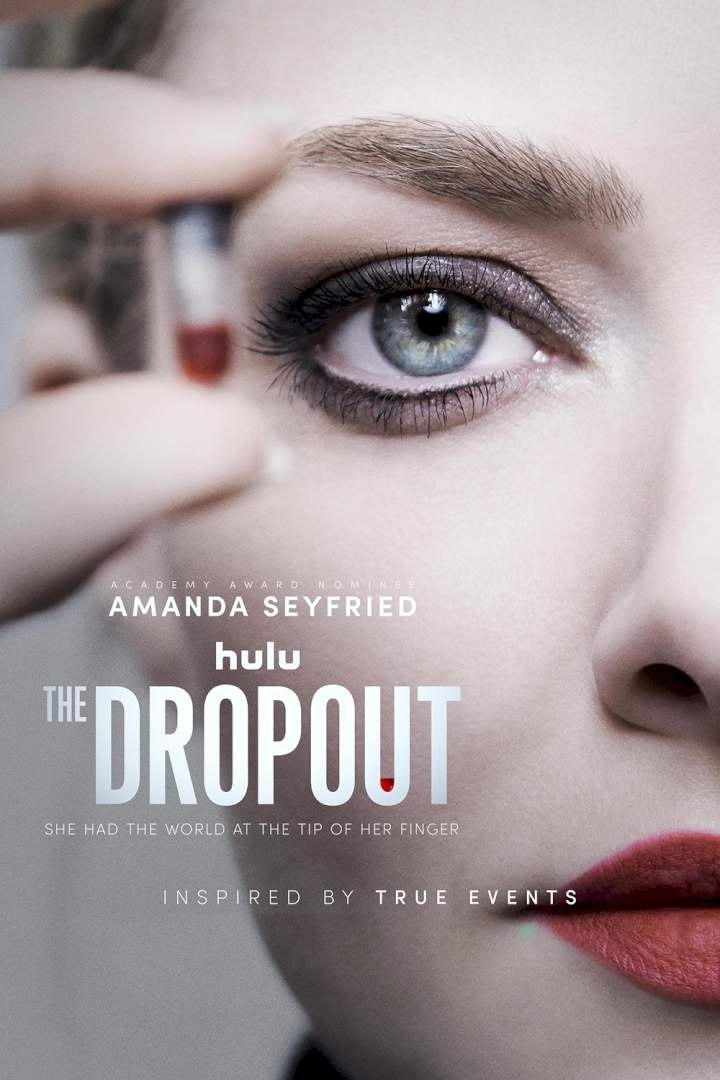 ACADEMY AWARD NOMINEE
AMANDA SEYFRIED
hulu
THE DROPOUT
SHE HAD THE WORLD AT THE TIP OF HER FINGER
INSPIRED BY TRUE EVENTS